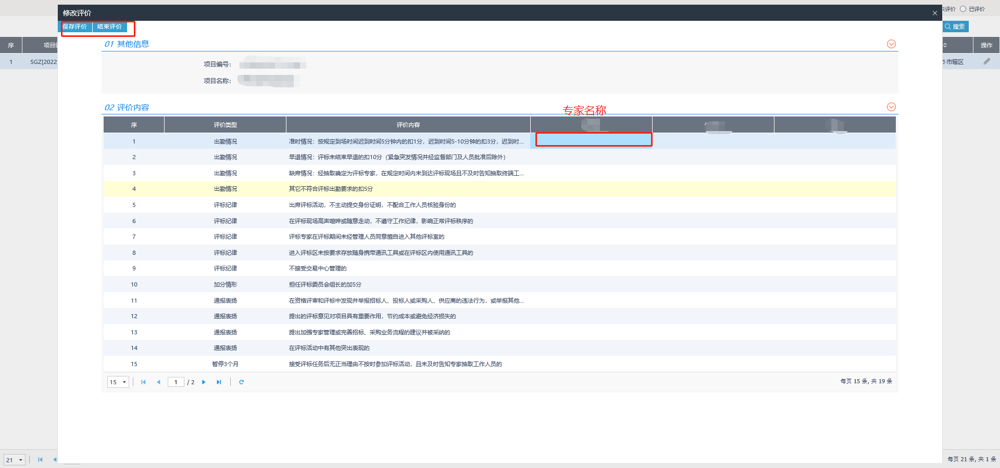 修改评价
未评价 已评价
保存评价 结束评价
搜索
01 其他信息
序 项目编 操作
项目编号：
1 SGZ[2022 市·市辖区
项目名称：
02 评价内容
专家名称
序 评价类型 评价内容
1 出勤情况 准时情况：按规定到场时间迟到时间5分钟内的扣1分，迟到时间5-10分钟的扣3分，迟到时...
2 出勤情况 早退情况：评标未结束早退的扣10分（紧急突发情况并经监督部门及人员批准后除外）
3 出勤情况 缺席情况：经抽取确定为评标专家，在规定时间内未到达评标现场且不及时告知抽取终端工...
4 出勤情况 其它不符合评标出勤要求的扣5分
5 评标纪律 出席评标活动，不主动提交身份证明，不配合工作人员核验身份的
6 评标纪律 在评标现场高声喧哗或随意走动，不遵守工作纪律，影响正常评标秩序的
7 评标纪律 评标专家在评标期间未经管理人员同意擅自进入其他评标室的
8 评标纪律 进入评标区未按要求存放随身携带通讯工具或在评标区内使用通讯工具的
9 评标纪律 不接受交易中心管理的
10 加分情形 担任评标委员会组长的加5分
11 通报表扬 在资格评审和评标中发现并举报招标人、投标人或采购人、供应商的违法行为，或举报其他...
12 通报表扬 提出的评标意见对项目具有重要作用，节约成本或避免经济损失的
13 通报表扬 提出加强专家管理或完善招标、采购业务流程的建议并被采纳的
14 通报表扬 在评标活动中有其他突出表现的
15 暂停3个月 接受评标任务后无正当理由不按时参加评标活动，且未及时告知专家抽取工作人员的
15 1 / 2 每页 15 条, 共 19 条
21 每页 21 条, 共 1 条